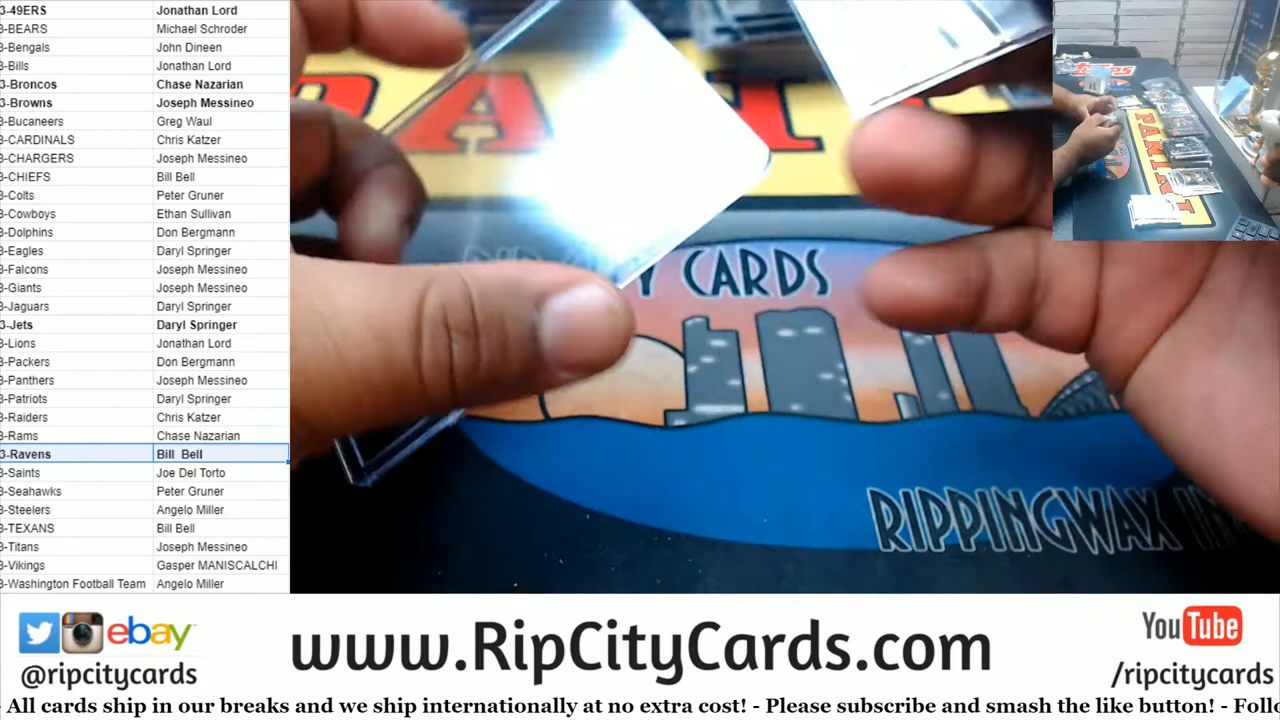 3-49ERS Jonathan Lord
3-BEARS Michael Schroder
3-Bengals John Dineen
3-Bills Jonathan Lord
3-Broncos Chase Nazarian
3-Browns Joseph Messineo
3-Bucaneers Greg Waul
3-CARDINALS Chris Katzer
3-CHARGERS Joseph Messineo
3-CHIEFS Bill Bell
3-Colts Peter Gruner
3-Cowboys Ethan Sullivan
3-Dolphins Don Bergmann
3-Eagles Daryl Springer
3-Falcons Joseph Messineo
3-Giants Joseph Messineo
3-Jaguars Daryl Springer
3-Jets Daryl Springer
3-Lions Jonathan Lord
3-Packers Don Bergmann
3-Panthers Joseph Messineo
3-Patriots Daryl Springer
3-Raiders Chris Katzer
3-Rams Chase Nazarian
3-Ravens Bill Bell
3-Saints Joe Del Torto
3-Seahawks Peter Gruner
3-Steelers Angelo Miller
3-TEXANS Bill Bell
3-Titans Joseph Messineo
3-Vikings Gasper MANISCALCHI
3-Washington Football Team Angelo Miller
topps
PANINI
CARDS
RIPPINGWAX IN
ebay
@ripcitycards
www.RipCityCards.com
YouTube
/ripcitycards
- All cards ship in our breaks and we ship internationally at no extra cost! - Please subscribe and smash the like button! - Follo